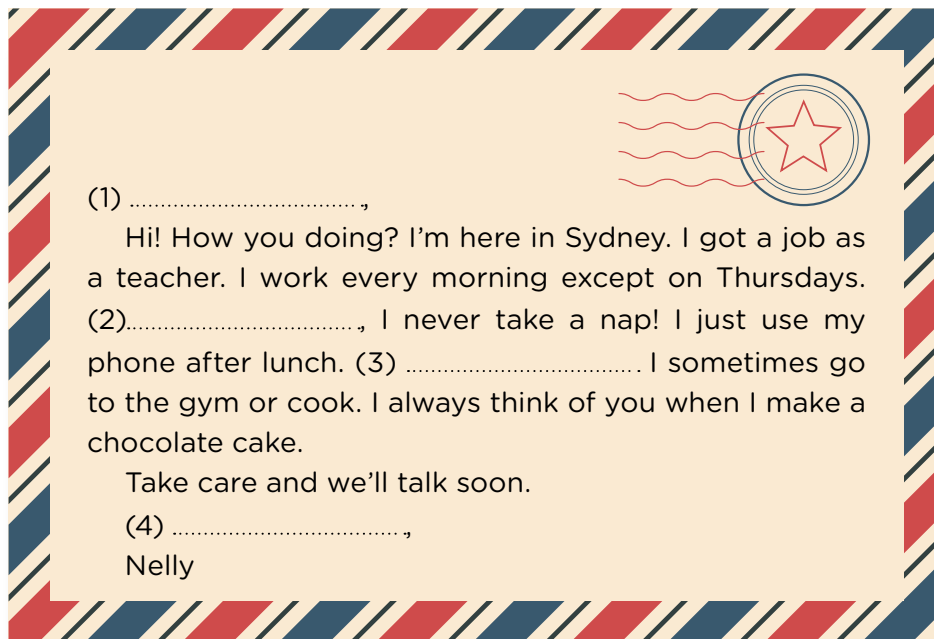 (1) ....................................,
Hi! How you doing? I'm here in Sydney. I got a job as
a teacher. I work every morning except on Thursdays.
(2)...................................., I never take a nap! I just use my
phone after lunch. (3) .................................... . I sometimes go
to the gym or cook. I always think of you when I make a
chocolate cake.
Take care and we'll talk soon.
(4) ....................................,
Nelly